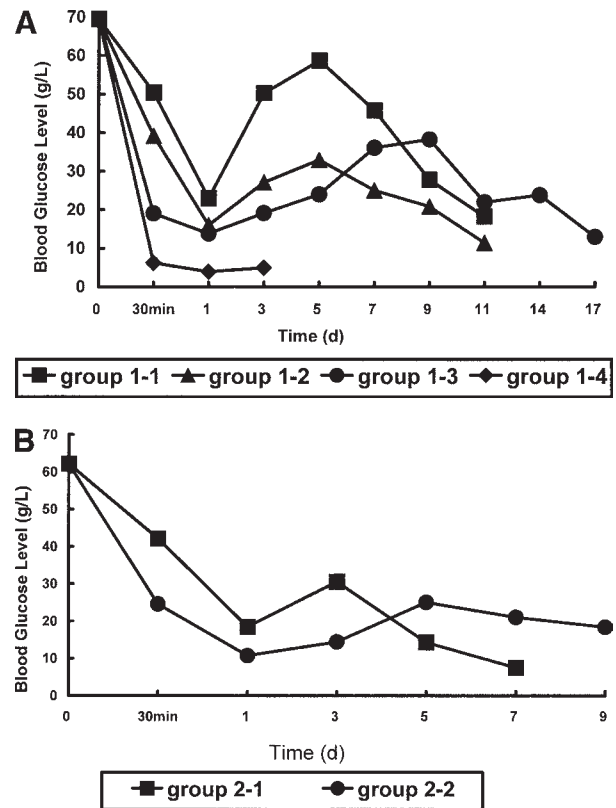 A
Blood Glucose Level (g/L)
70
60
50
40
30
20
10
0
0 30min 1 3 5 7 9 11 14 17
Time (d)
group 1-1 group 1-2 group 1-3 group 1-4
B
Blood Glucose Level (g/L)
70
60
50
40
30
20
10
0
0 30min 1 3 5 7 9
Time (d)
group 2-1 group 2-2